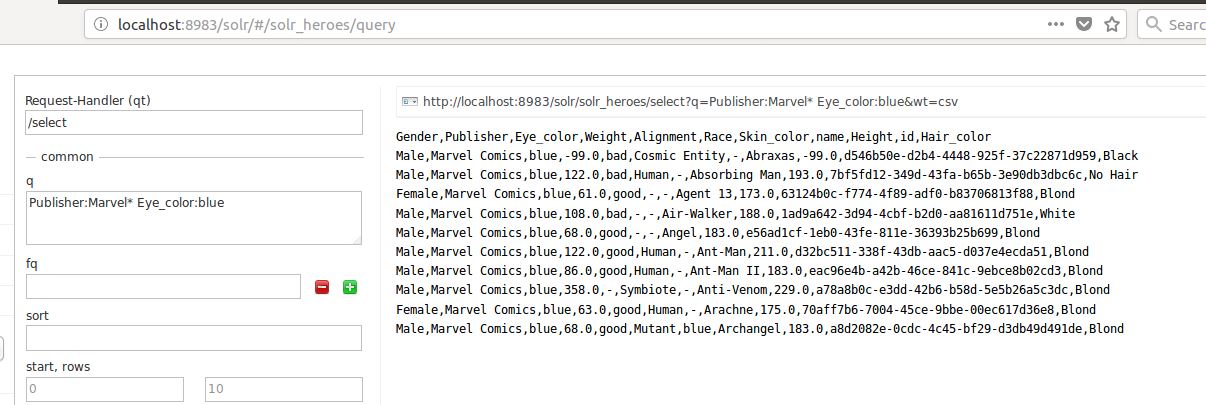 localhost:8983/solr/#/solr_heroes/query
Searc
Request-Handler (qt)
/select
common
q
Publisher:Marvel* Eye_color:blue
fq
sort
start, rows
0
10
http://localhost:8983/solr/solr_heroes/select?q=Publisher:Marvel* Eye_color:blue&wt=csv
Gender,Publisher,Eye_color,Weight,Alignment,Race,Skin_color,name,Height,id,Hair_color
Male,Marvel Comics,blue,-99.0,bad,Cosmic Entity,-,Abraxas,-99.0,d546b50e-d2b4-4448-925f-37c22871d959,Black
Male,Marvel Comics,blue,122.0,bad,Human,-,Absorbing Man,193.0,7bf5fd12-349d-43fa-b65b-3e90db3dbc6c,No Hair
Female,Marvel Comics,blue,61.0,good,-,-,Agent 13,173.0,63124b0c-f774-4f89-adf0-b83706813f88,Blond
Male,Marvel Comics,blue,108.0,bad,-,-,Air-Walker,188.0,1ad9a642-3d94-4cbf-b2d0-aa81611d751e,White
Male,Marvel Comics,blue,68.0,good,-,-,Angel,183.0,e56ad1cf-1eb0-43fe-811e-36393b25b699,Blond
Male,Marvel Comics,blue,122.0,good,Human,-,Ant-Man,211.0,d32bc511-338f-43db-aac5-d037e4ecda51,Blond
Male,Marvel Comics,blue,86.0,good,Human,-,Ant-Man II,183.0,eac96e4b-a42b-46ce-841c-9ebce8b02cd3,Blond
Male,Marvel Comics,blue,358.0,-,Symbiote,-,Anti-Venom,229.0,a78a8b0c-e3dd-42b6-b58d-5e5b26a5c3dc,Blond
Female,Marvel Comics,blue,63.0,good,Human,-,Arachne,175.0,70aff7b6-7004-45ce-9bbe-00ec617d36e8,Blond
Male,Marvel Comics,blue,68.0,good,Mutant,blue,Archangel,183.0,a8d2082e-0cdc-4c45-bf29-d3db49d491de,Blond